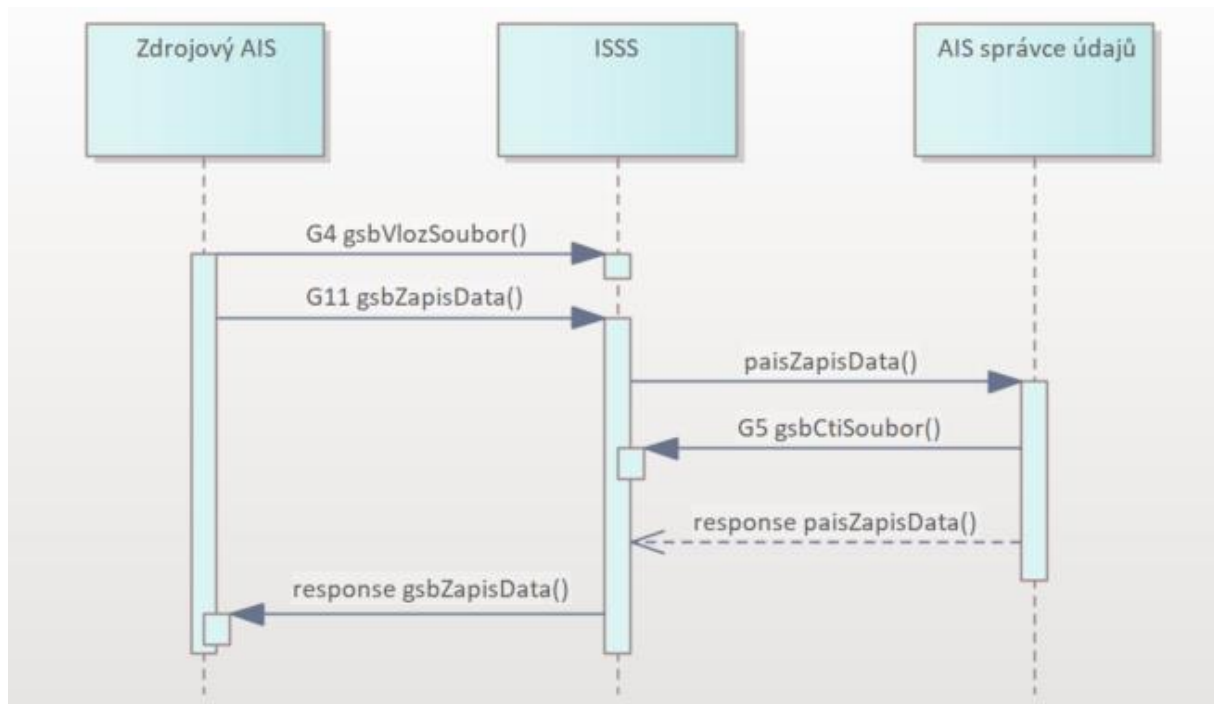 Zdrojový AIS
ISSS
AIS správce údajů
G4 gsbVlozSoubor()
G11 gsbZapisData()
paisZapisData()
G5 gsbCtiSoubor()
response paisZapisData()
response gsbZapisData()